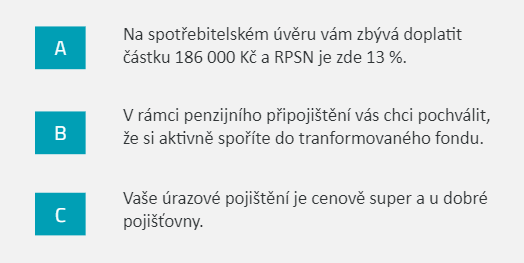 A
Na spotřebitelském úvěru vám zbývá doplatit
částku 186 000 Kč a RPSN je zde 13 %.
B
V rámci penzijního připojištění vás chci pochválit,
že si aktivně spoříte do tranformovaného fondu.
C
Vaše úrazové pojištění je cenově super a u dobré
pojišťovny.